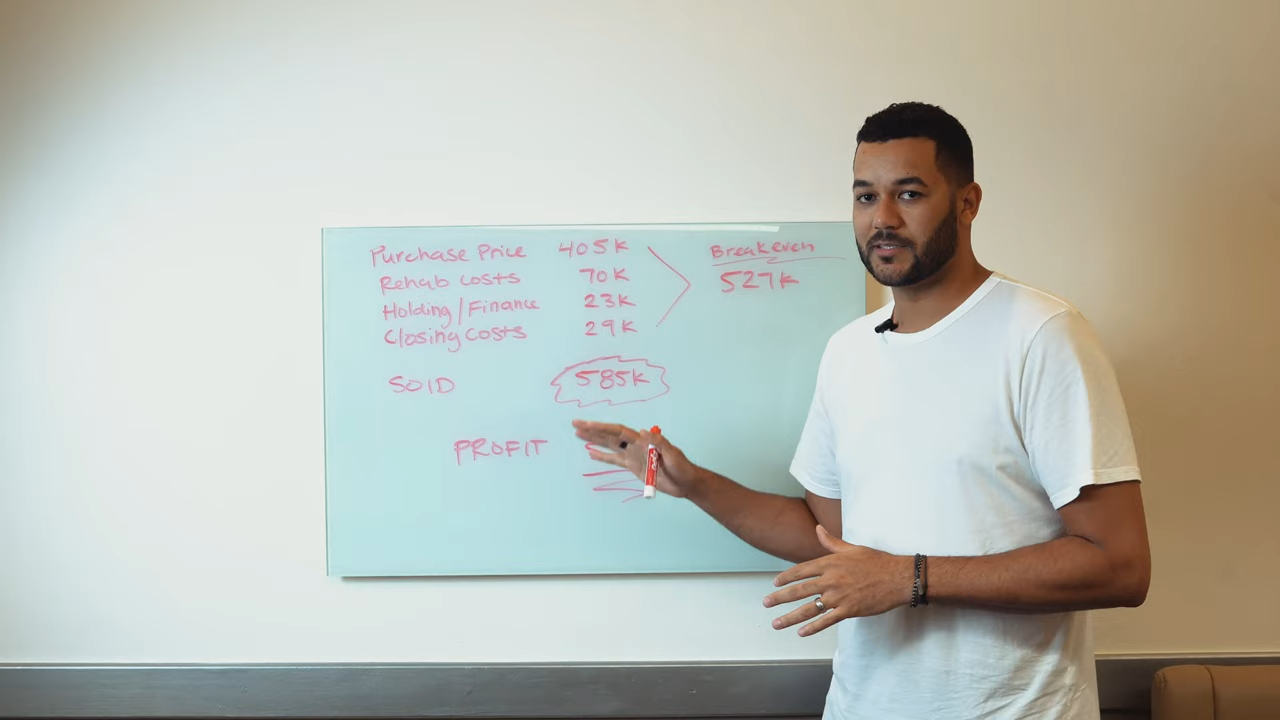 Purchase Price 405K
Rehab costs 70K
Holding/Finance 23K
Closing Costs 29K
Breakeven
527K
SOLD 585K
PROFIT